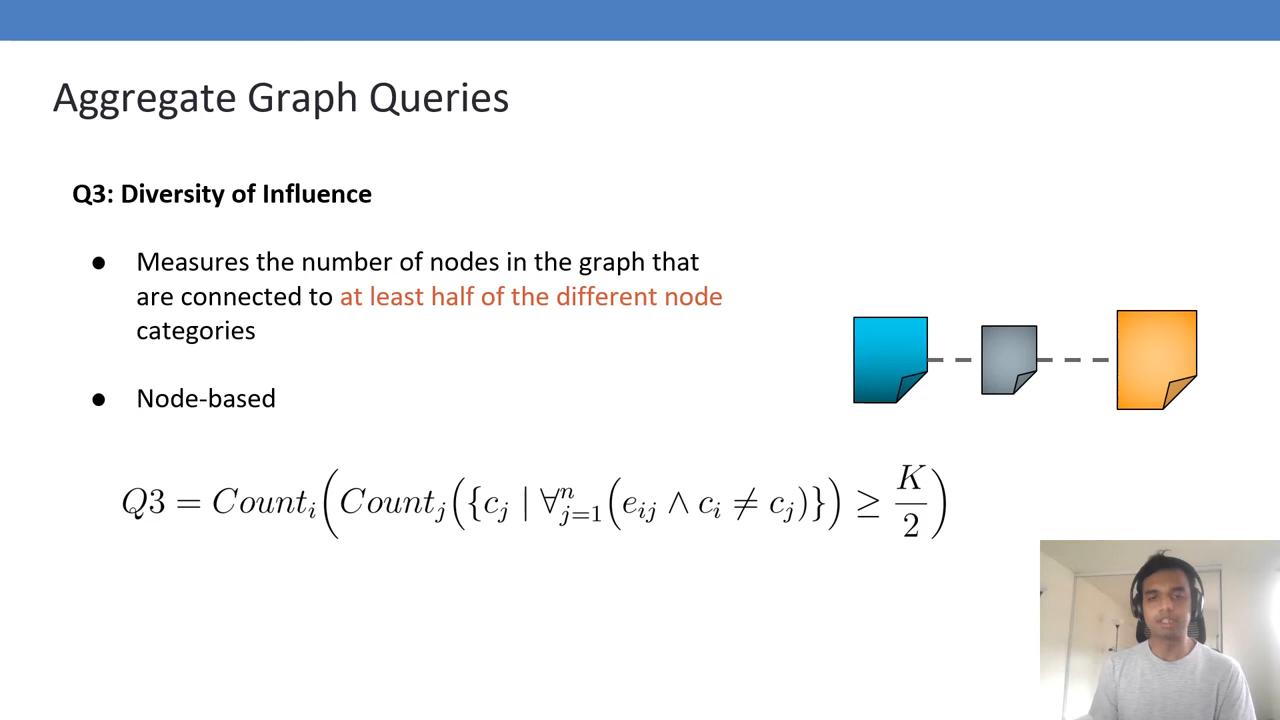 Aggregate Graph Queries
Q3: Diversity of Influence
● Measures the number of nodes in the graph that
are connected to at least half of the different node
categories
● Node-based
Q3 = Count_i(Count_j({c_j | ∀_{j=1}^n(e_{ij} ∧ c_i ≠ c_j)}) ≥ K/2)